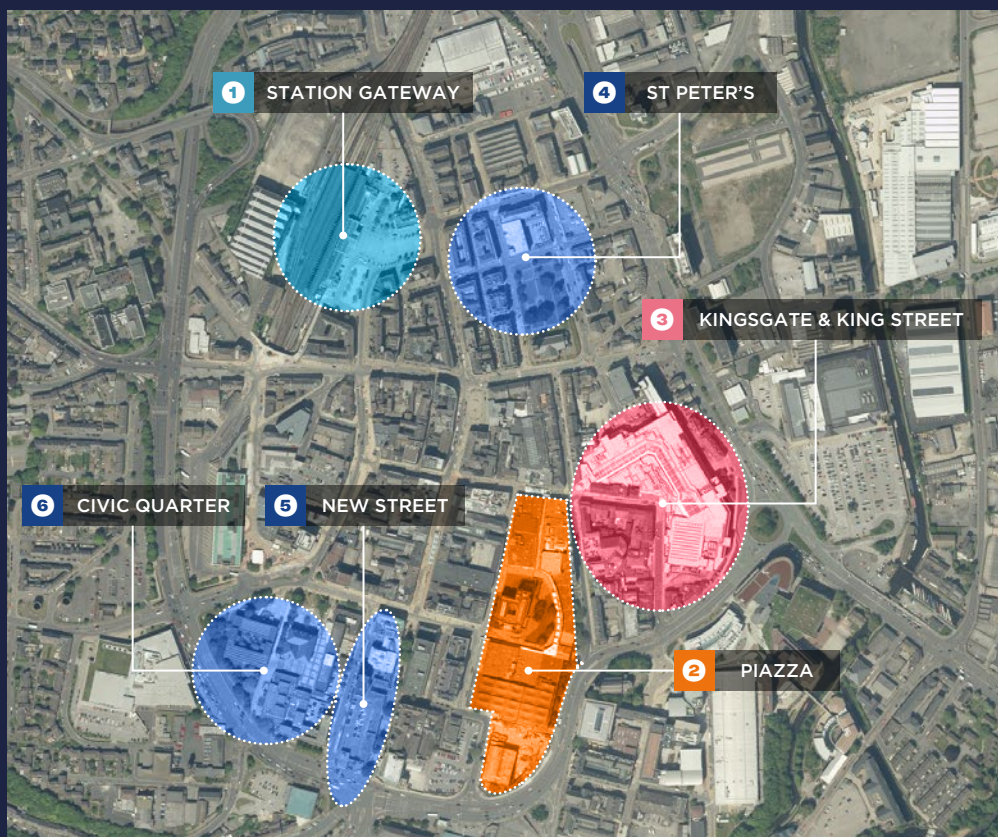 1 STATION GATEWAY
4 ST PETER'S
3 KINGSGATE & KING STREET
6 CIVIC QUARTER
5 NEW STREET
2 PIAZZA